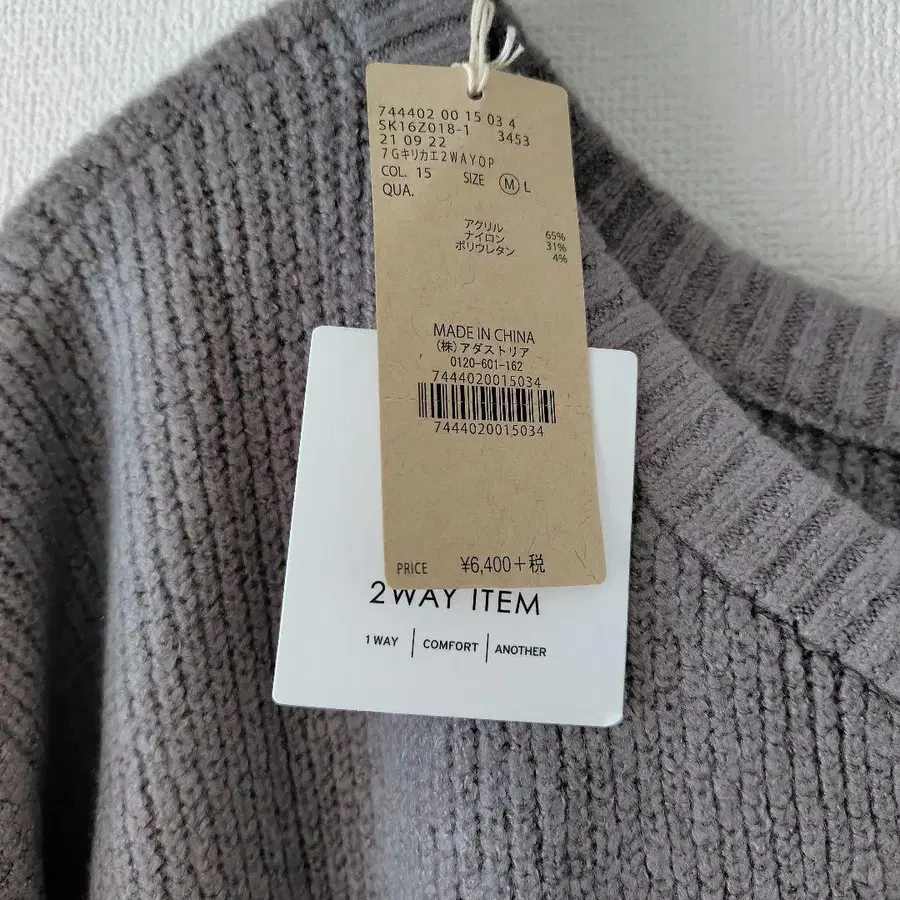 744402 00 15 03 4
SK16Z018-1 3453
21 09 22
7Gキリカエ2WAYOP
COL. 15 SIZE Ⓜ L
QUA.
アクリル 65%
ナイロン 31%
ポリウレタン 4%
MADE IN CHINA
(株)アダストリア
0120-601-162
7444020015034
7444020015034
PRICE ¥6,400+税
2WAY ITEM
1 WAY | COMFORT | ANOTHER